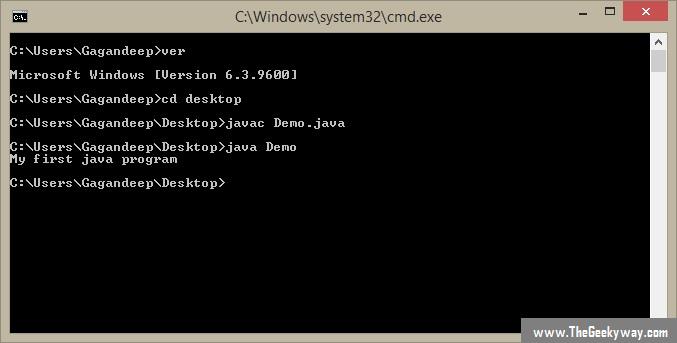 C:\Windows\system32\cmd.exe
C:\Users\Gagandeep>ver
Microsoft Windows [Version 6.3.9600]
C:\Users\Gagandeep>cd desktop
C:\Users\Gagandeep\Desktop>javac Demo.java
C:\Users\Gagandeep\Desktop>java Demo
My first java program
C:\Users\Gagandeep\Desktop>
www.TheGeekyway.com